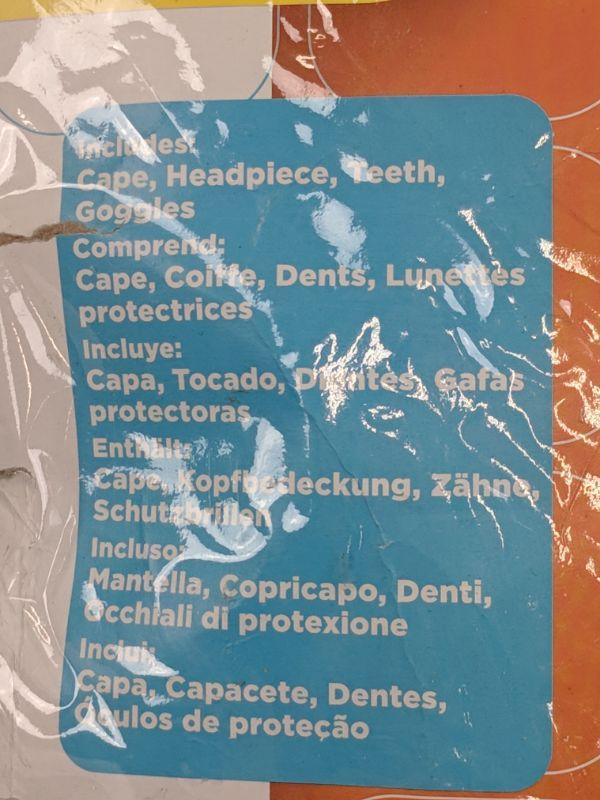 Includes:
Cape, Headpiece, Teeth,
Goggles
Comprend:
Cape, Coiffe, Dents, Lunettes
protectrices
Incluye:
Capa, Tocado, Dientes, Gafas
protectoras
Enthält:
Cape, Kopfbedeckung, Zähne,
Schutzbrillen
Incluso:
Mantella, Copricapo, Denti,
Occhiali di protexione
Inclui:
Capa, Capacete, Dentes,
Óculos de proteção